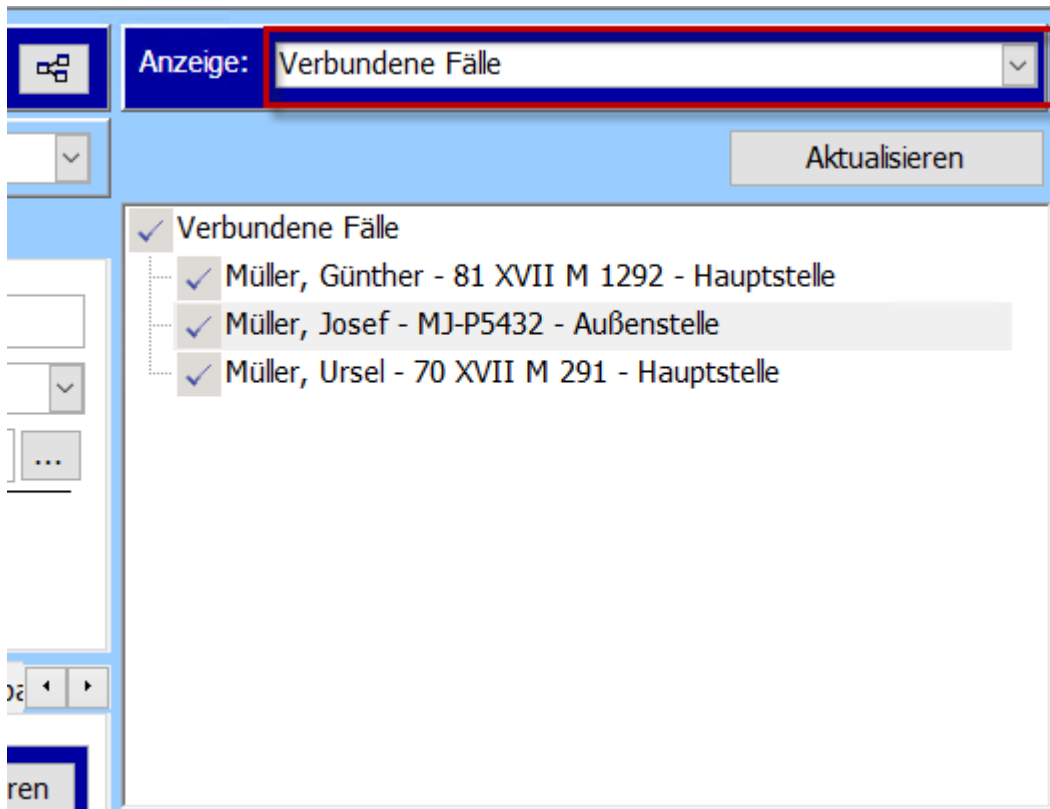 Anzeige: Verbundene Fälle
Aktualisieren
Verbundene Fälle
Müller, Günther - 81 XVII M 1292 - Hauptstelle
Müller, Josef - MJ-P5432 - Außenstelle
Müller, Ursel - 70 XVII M 291 - Hauptstelle
...
ren